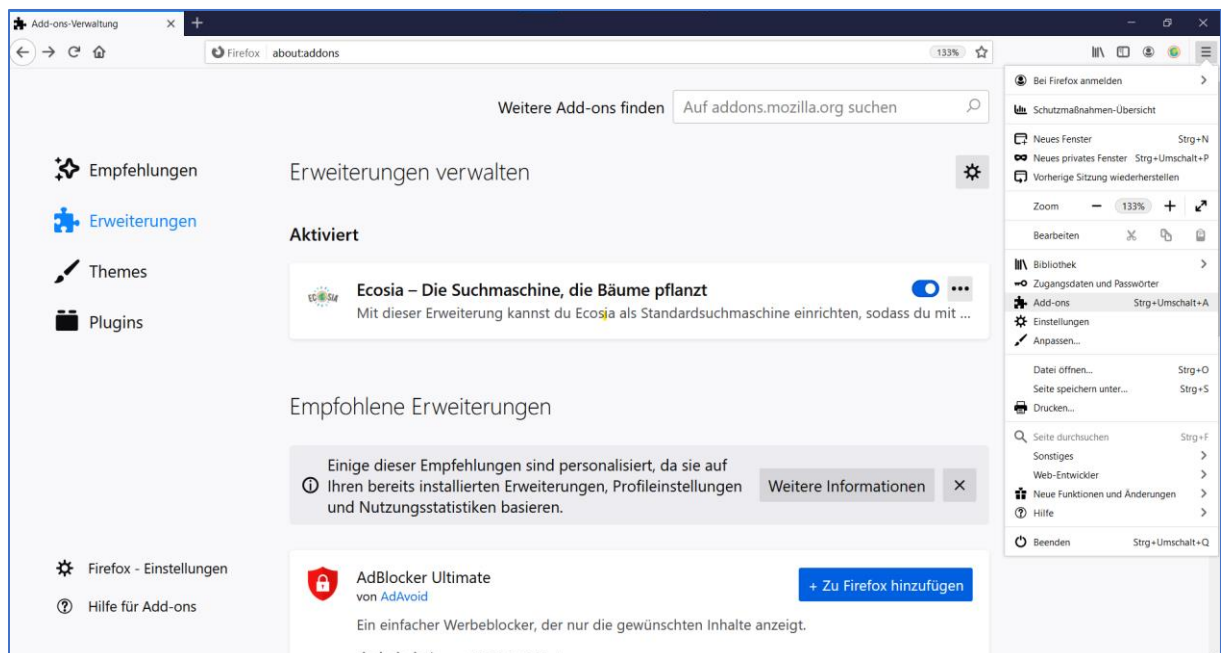 Add-ons-Verwaltung
Firefox about:addons 133%
Weitere Add-ons finden Auf addons.mozilla.org suchen
Empfehlungen
Erweiterungen
Themes
Plugins
Firefox - Einstellungen
Hilfe für Add-ons
Erweiterungen verwalten
Aktiviert
ECOSIA
Ecosia – Die Suchmaschine, die Bäume pflanzt
Mit dieser Erweiterung kannst du Ecosia als Standardsuchmaschine einrichten, sodass du mit ...
Empfohlene Erweiterungen
Einige dieser Empfehlungen sind personalisiert, da sie auf
Ihren bereits installierten Erweiterungen, Profileinstellungen
und Nutzungsstatistiken basieren.
Weitere Informationen
AdBlocker Ultimate
von AdAvoid
+ Zu Firefox hinzufügen
Ein einfacher Werbeblocker, der nur die gewünschten Inhalte anzeigt.
Bei Firefox anmelden
Schutzmaßnahmen-Übersicht
Neues Fenster Strg+N
Neues privates Fenster Strg+Umschalt+P
Vorherige Sitzung wiederherstellen
Zoom 133%
Bearbeiten
Bibliothek
Zugangsdaten und Passwörter
Add-ons Strg+Umschalt+A
Einstellungen
Anpassen...
Datei öffnen... Strg+O
Seite speichern unter... Strg+S
Drucken...
Seite durchsuchen Strg+F
Sonstiges
Web-Entwickler
Neue Funktionen und Änderungen
Hilfe
Beenden Strg+Umschalt+Q